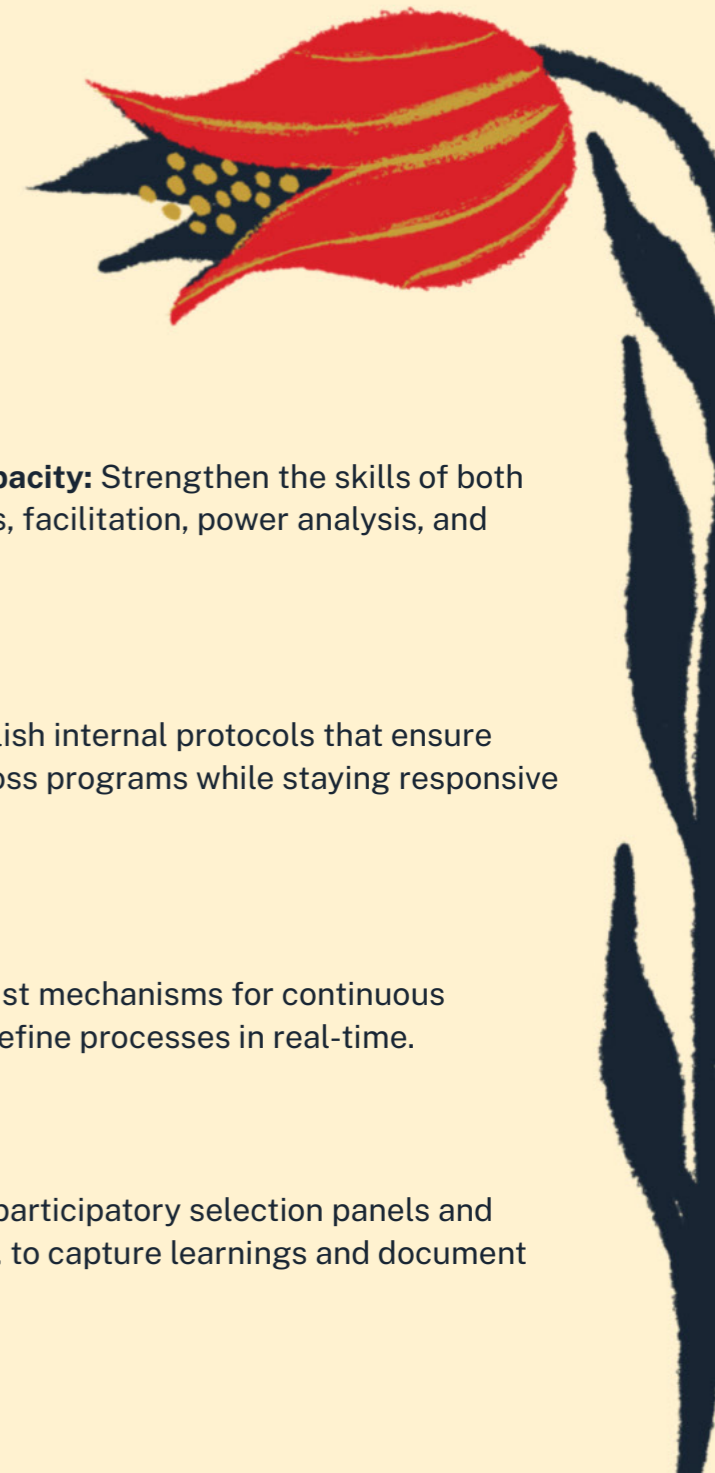 pacity: Strengthen the skills of both
s, facilitation, power analysis, and
lish internal protocols that ensure
oss programs while staying responsive
st mechanisms for continuous
efine processes in real-time.
participatory selection panels and
to capture learnings and document